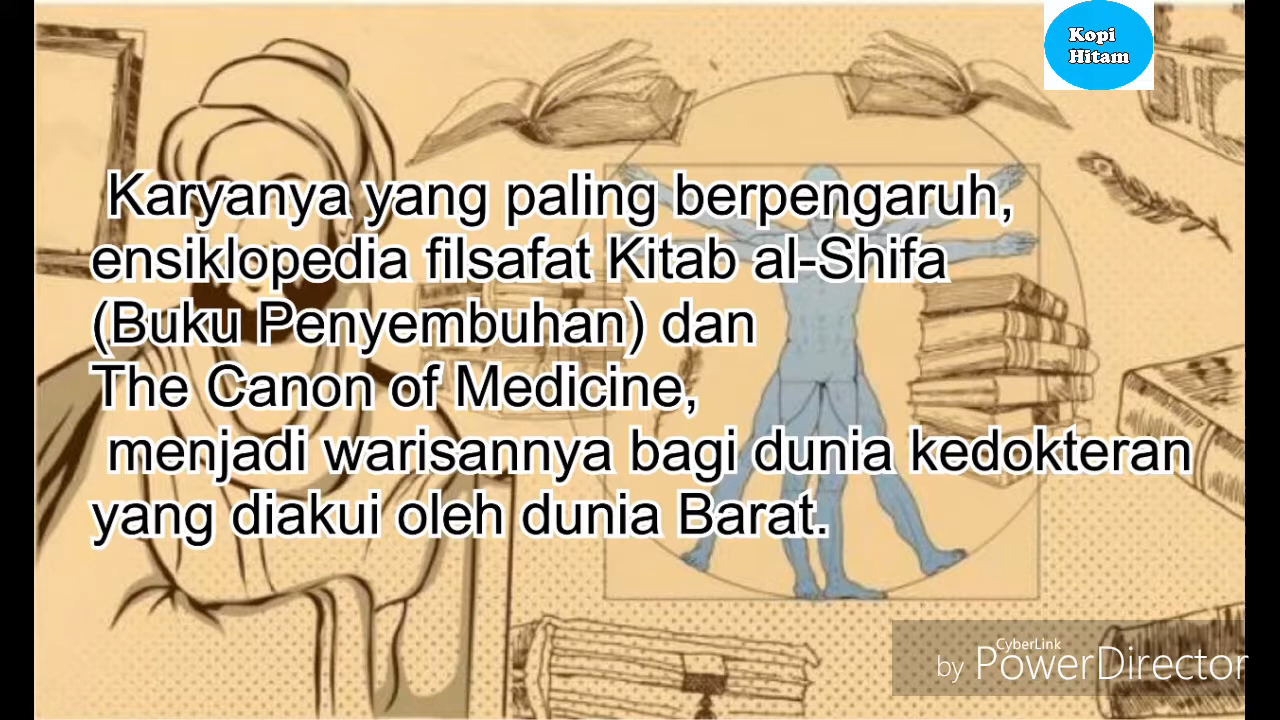 Kopi
Hitam
Karyanya yang paling berpengaruh,
ensiklopedia filsafat Kitab al-Shifa
(Buku Penyembuhan) dan
The Canon of Medicine,
menjadi warisannya bagi dunia kedokteran
yang diakui oleh dunia Barat.
CyberLink
by PowerDirector